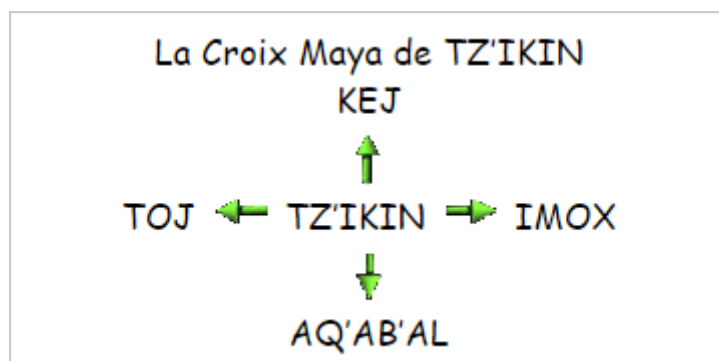 La Croix Maya de TZ'IKIN
KEJ
TOJ TZ'IKIN IMOX
AQ'AB'AL